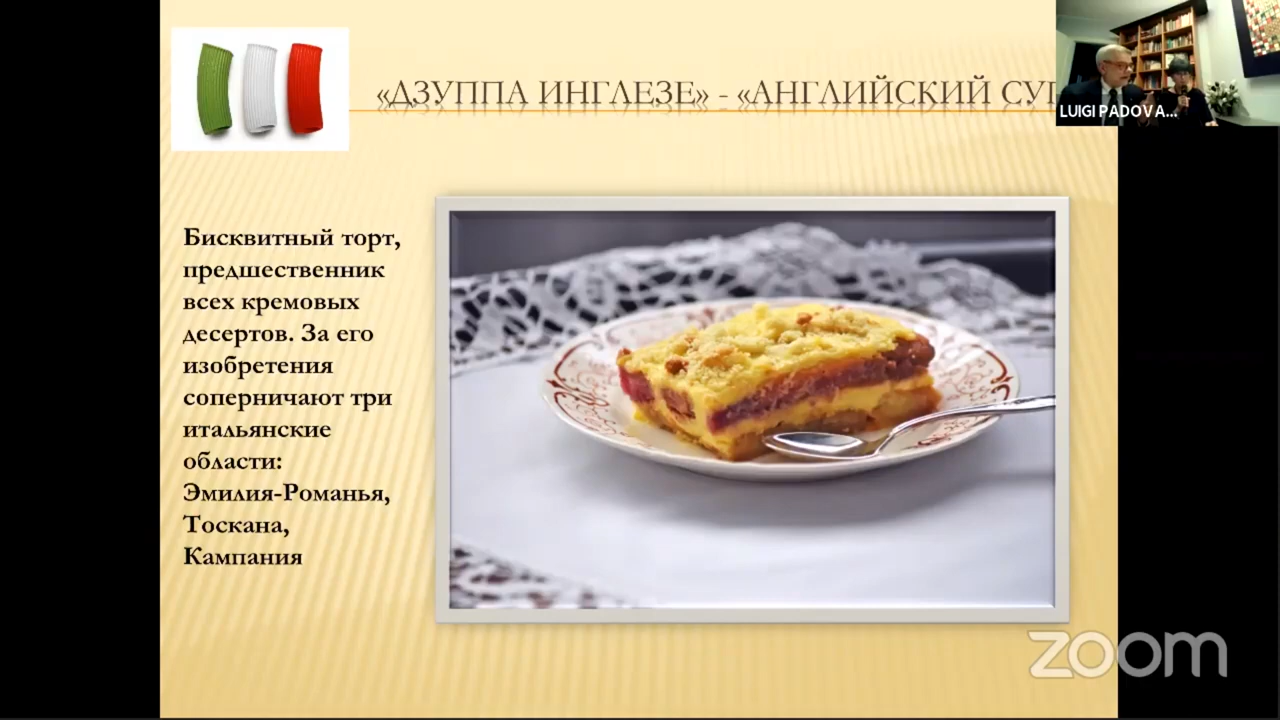 «ДЗУППА ИНГЛЕЗЕ» - «АНГЛИЙСКИЙ
LUIGI PADOVA...
Бисквитный торт,
предшественник
всех кремовых
десертов. За его
изобретения
соперничают три
итальянские
области:
Эмилия-Романья,
Тоскана,
Кампания
zoom